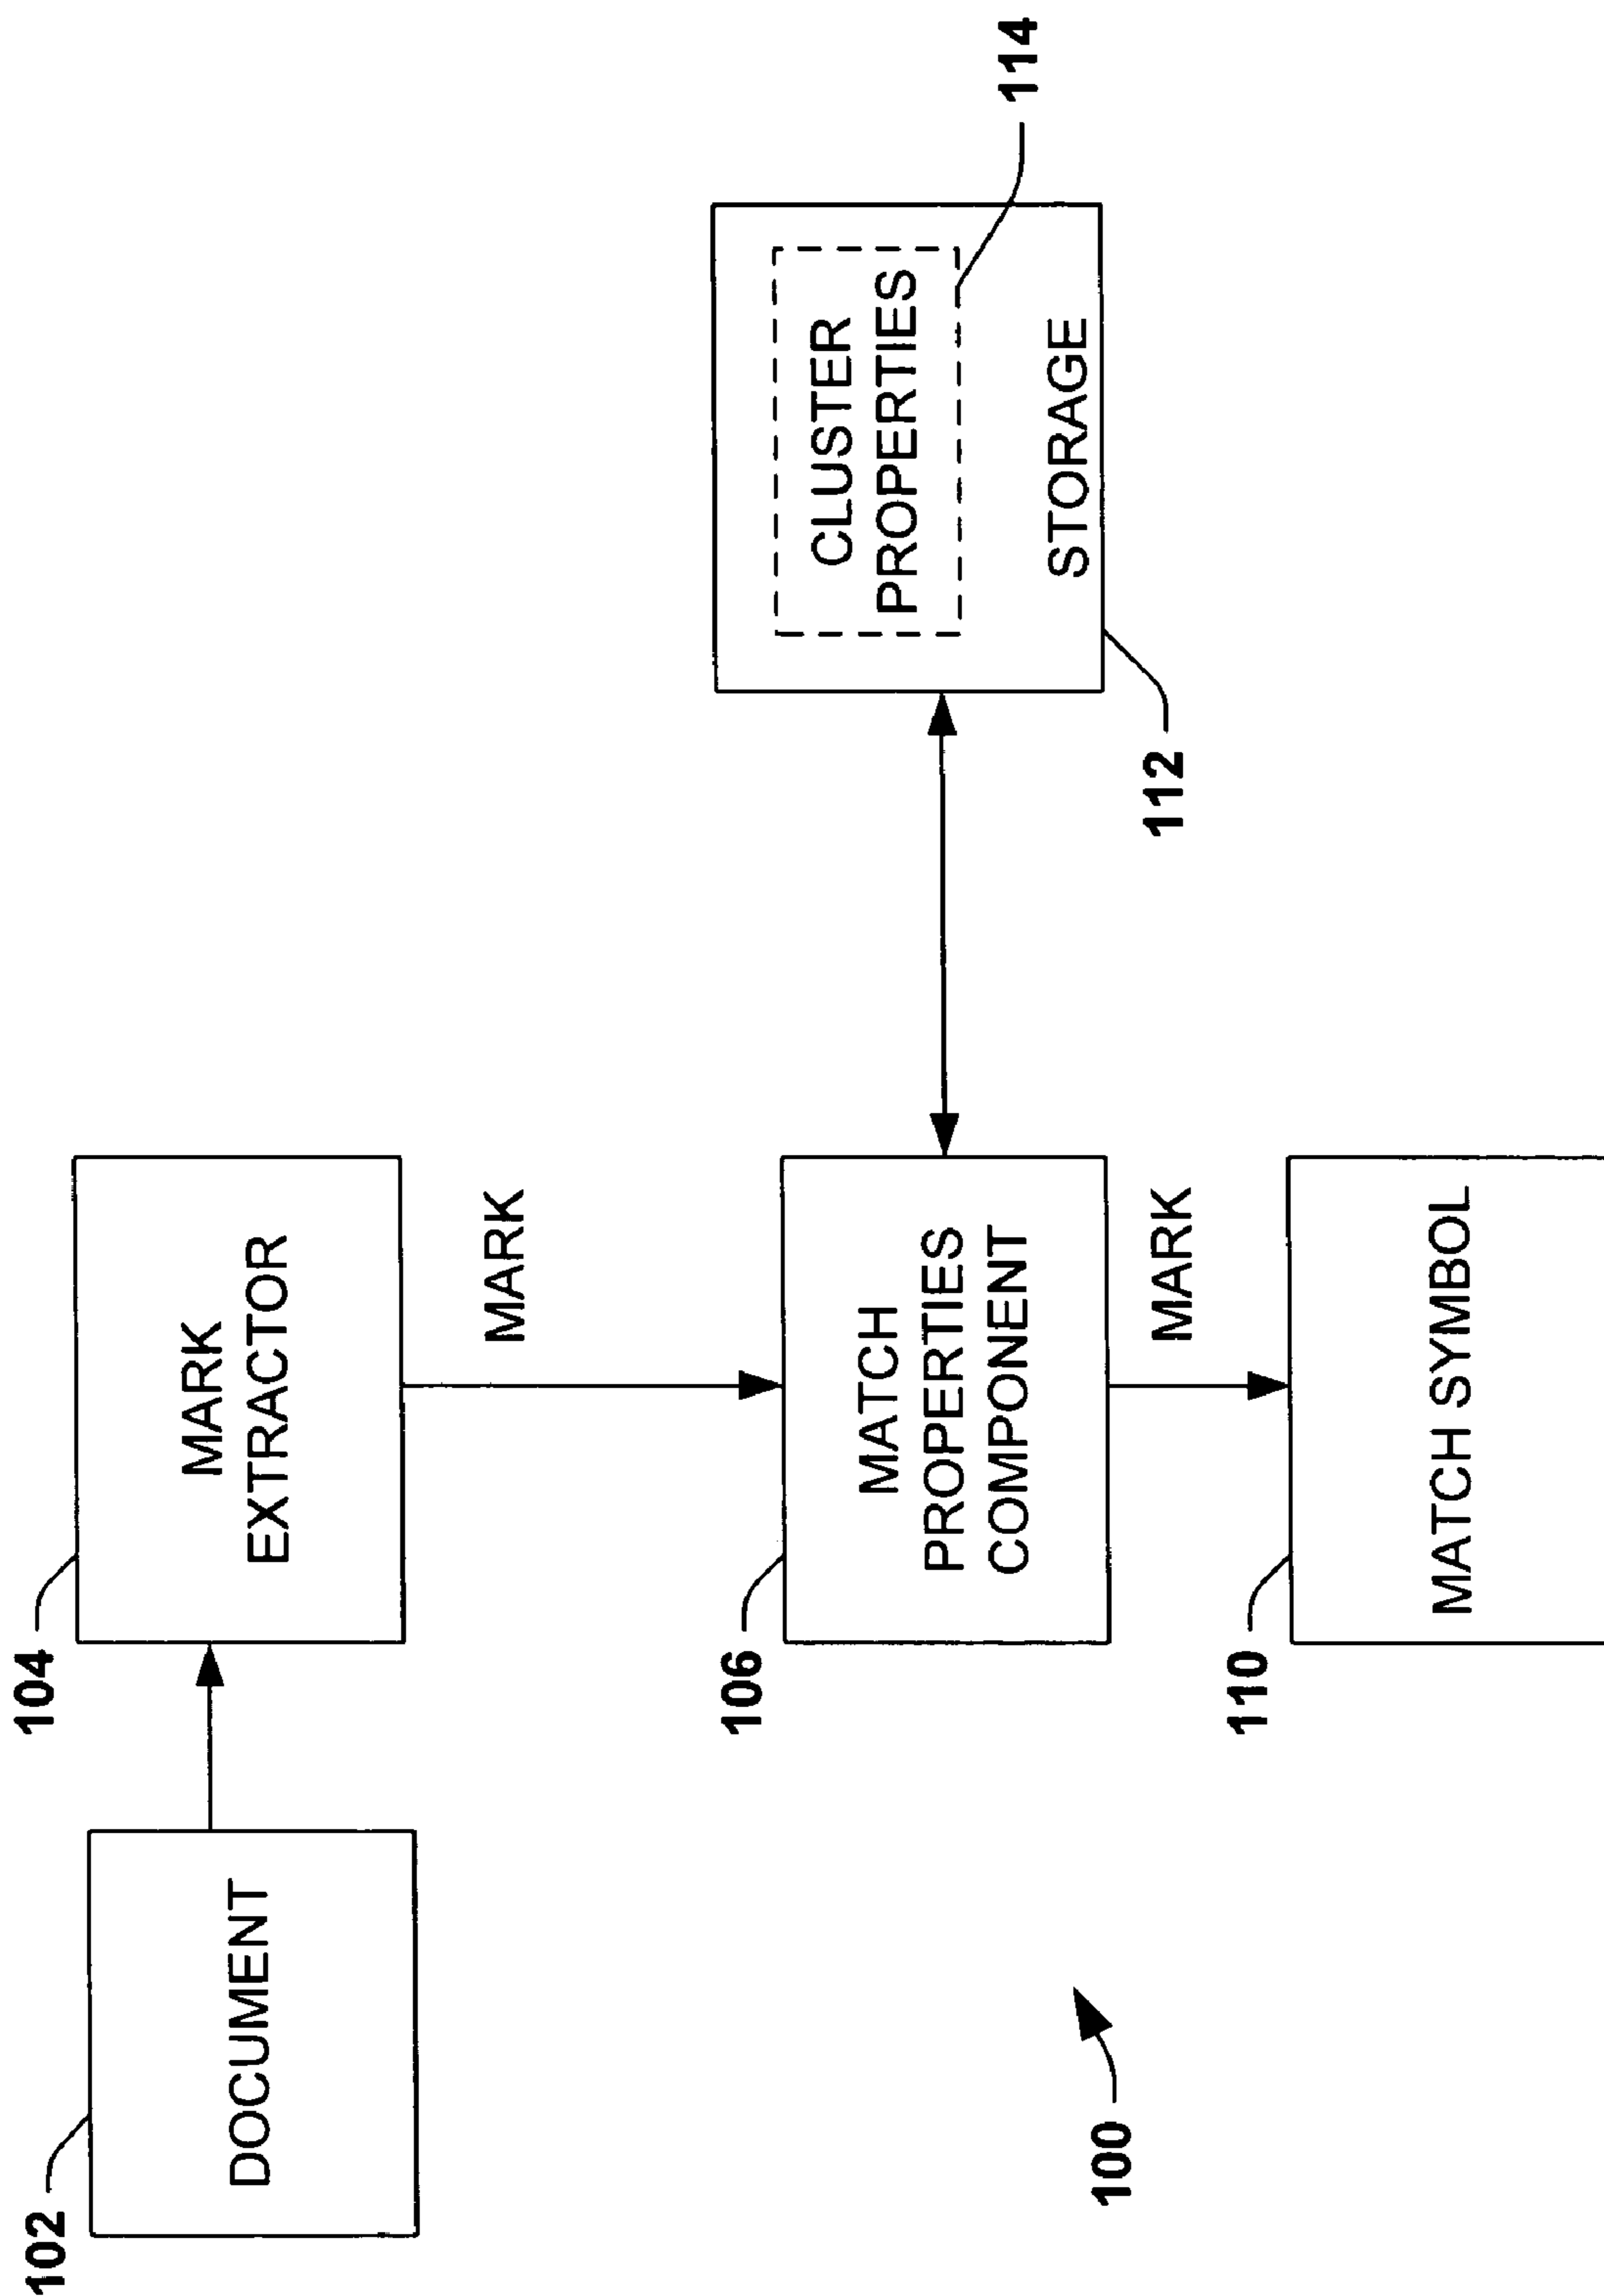 102
DOCUMENT
104
MARK
EXTRACTOR
MARK
106
MATCH
PROPERTIES
COMPONENT
CLUSTER
PROPERTIES
STORAGE
114
112
MARK
110
MATCH SYMBOL
100